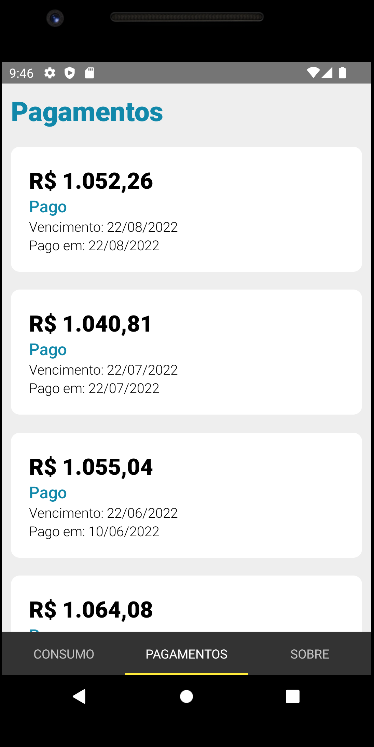 9:46
Pagamentos
R$ 1.052,26
Pago
Vencimento: 22/08/2022
Pago em: 22/08/2022
R$ 1.040,81
Pago
Vencimento: 22/07/2022
Pago em: 22/07/2022
R$ 1.055,04
Pago
Vencimento: 22/06/2022
Pago em: 10/06/2022
R$ 1.064,08
CONSUMO PAGAMENTOS SOBRE